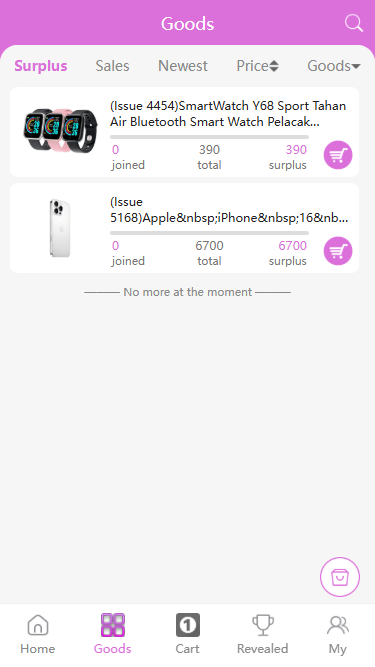 Goods
Surplus Sales Newest Price Goods
(Issue 4454)SmartWatch Y68 Sport Tahan
Air Bluetooth Smart Watch Pelacak...
0 390 390
joined total surplus
(Issue
5168)Apple&nbsp;iPhone&nbsp;16&nb...
0 6700 6700
joined total surplus
No more at the moment
Home Goods Cart Revealed My